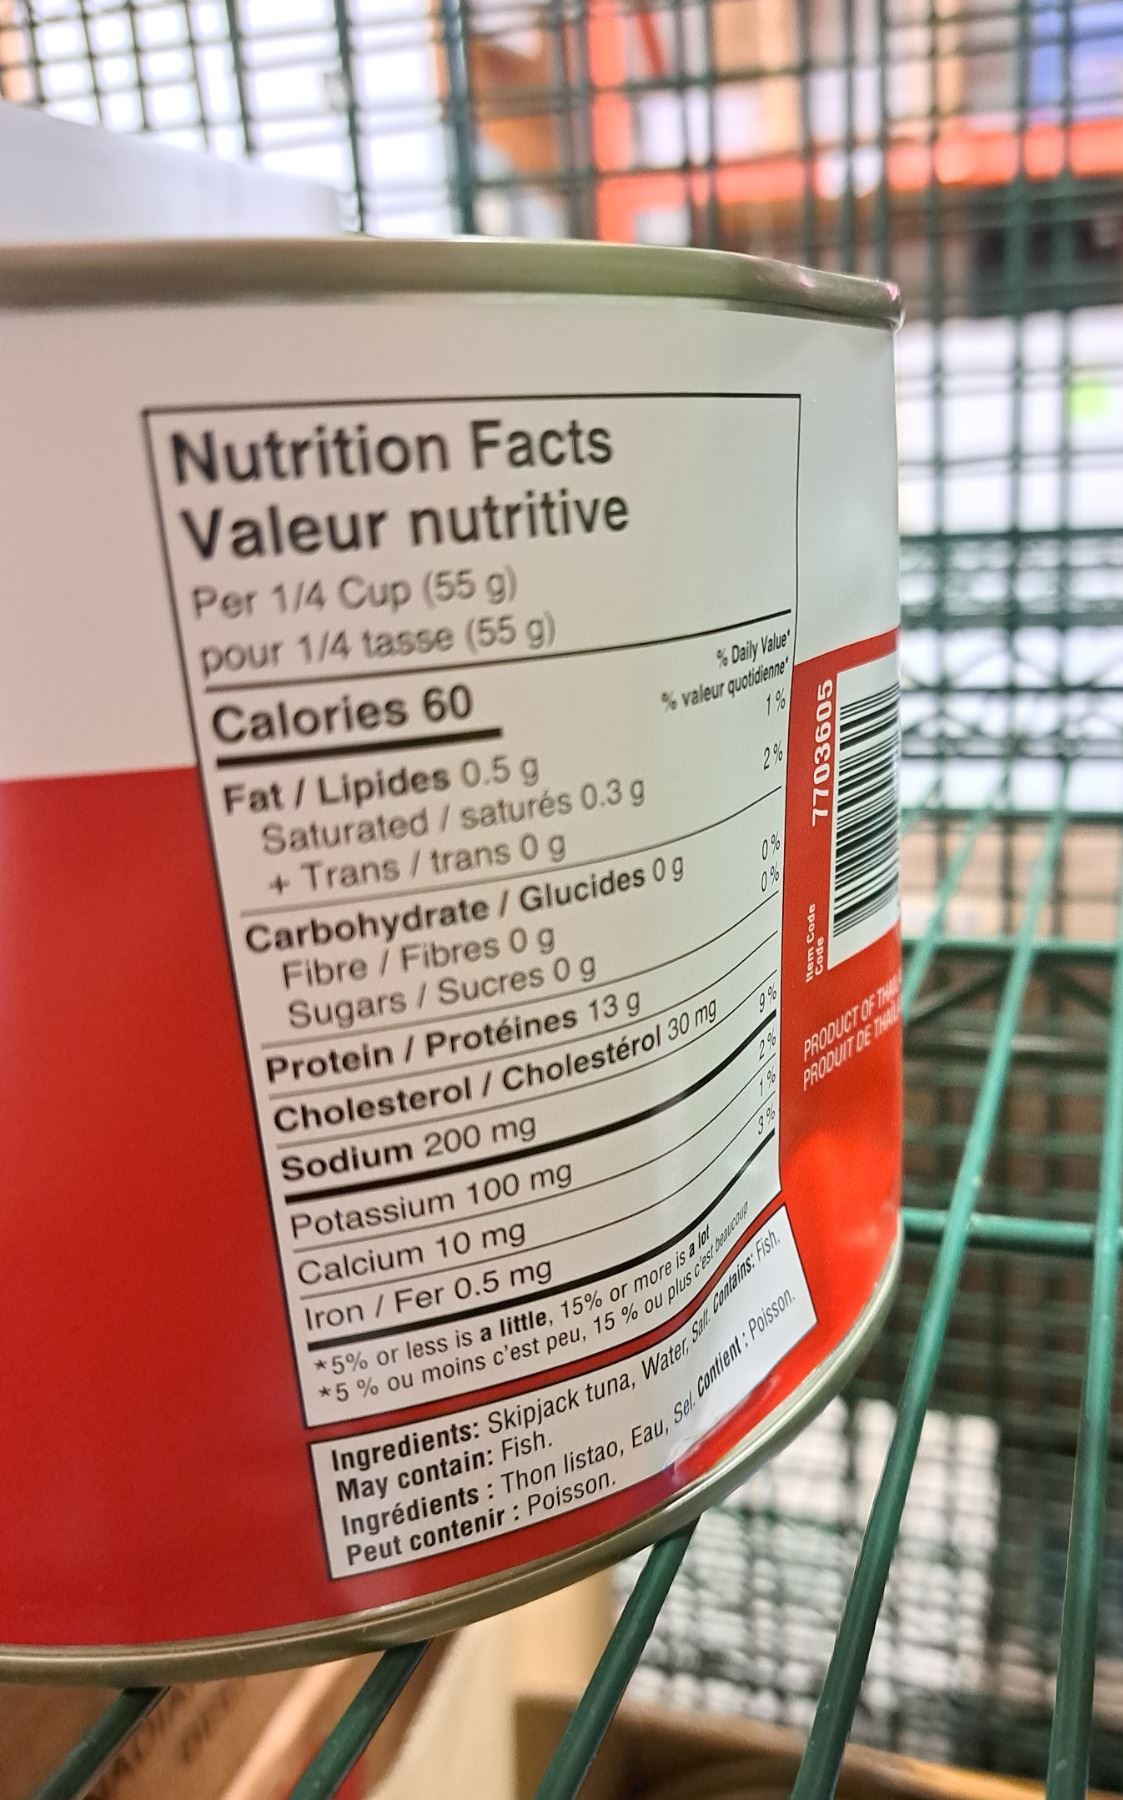 Nutrition Facts
Valeur nutritive
Per 1/4 Cup (55 g)
pour 1/4 tasse (55 g)
% Daily Value*
% valeur quotidienne*
Calories 60
Fat / Lipides 0.5 g 1 %
Saturated / saturés 0.3 g
+ Trans / trans 0 g 2 %
Carbohydrate / Glucides 0 g
Fibre / Fibres 0 g 0 %
Sugars / Sucres 0 g 0 %
Protein / Protéines 13 g
Cholesterol / Cholestérol 30 mg
Sodium 200 mg 9 %
Potassium 100 mg 2 %
Calcium 10 mg 1 %
Iron / Fer 0.5 mg 3 %
*5% or less is a little, 15% or more is a lot
*5 % ou moins c'est peu, 15 % ou plus c'est beaucoup
Ingredients: Skipjack tuna, Water, Salt. Contains: Fish.
May contain: Fish.
Ingrédients : Thon listao, Eau, Sel. Contient : Poisson.
Peut contenir : Poisson.
Item Code
Code
7703605
PRODUCT OF
PRODUIT DE